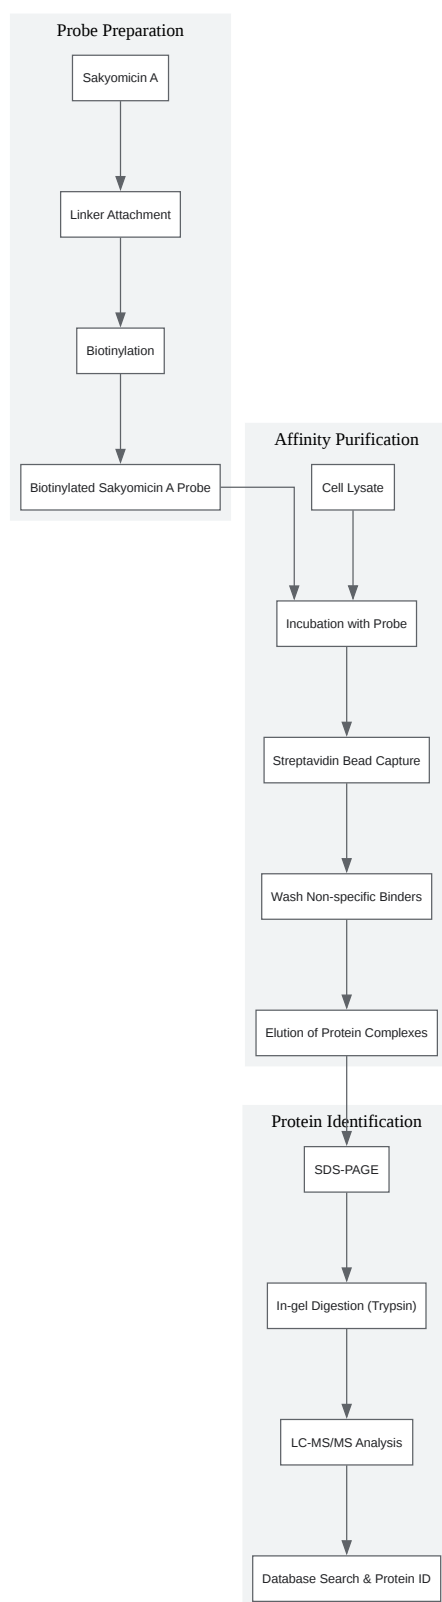 Probe Preparation
Sakyomicin A
Linker Attachment
Biotinylation
Biotinylated Sakyomicin A Probe
Affinity Purification
Cell Lysate
Incubation with Probe
Streptavidin Bead Capture
Wash Non-specific Binders
Elution of Protein Complexes
Protein Identification
SDS-PAGE
In-gel Digestion (Trypsin)
LC-MS/MS Analysis
Database Search & Protein ID